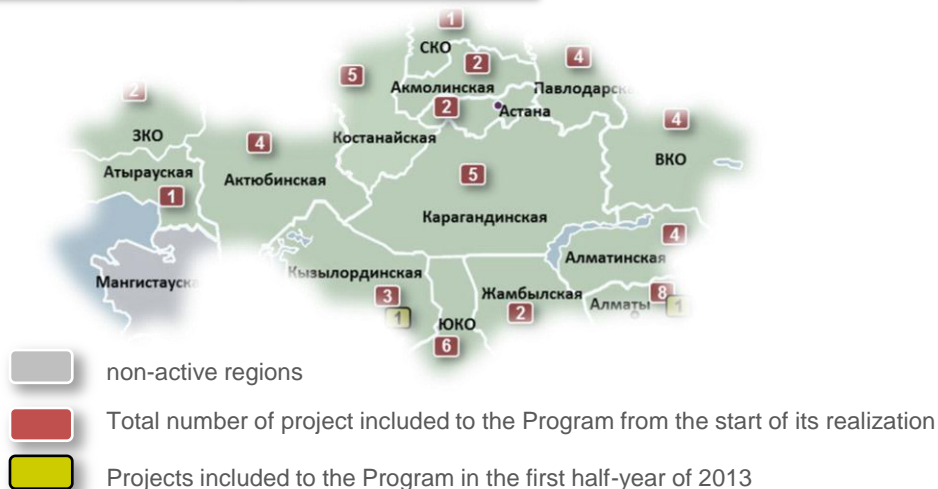 1
СКО
2
4
5
Акмолинская
Павлодарск
2
2
Астана
Костанайская
4
ЗКО
4
ВКО
Атырауская
Актюбинская
5
1
Карагандинская
4
Алматинская
Мангистауска
Кызылординская
Жамбылская
8
3
Алматы
1
1
2
ЮКО
6
non-active regions
Total number of project included to the Program from the start of its realization
Projects included to the Program in the first half-year of 2013